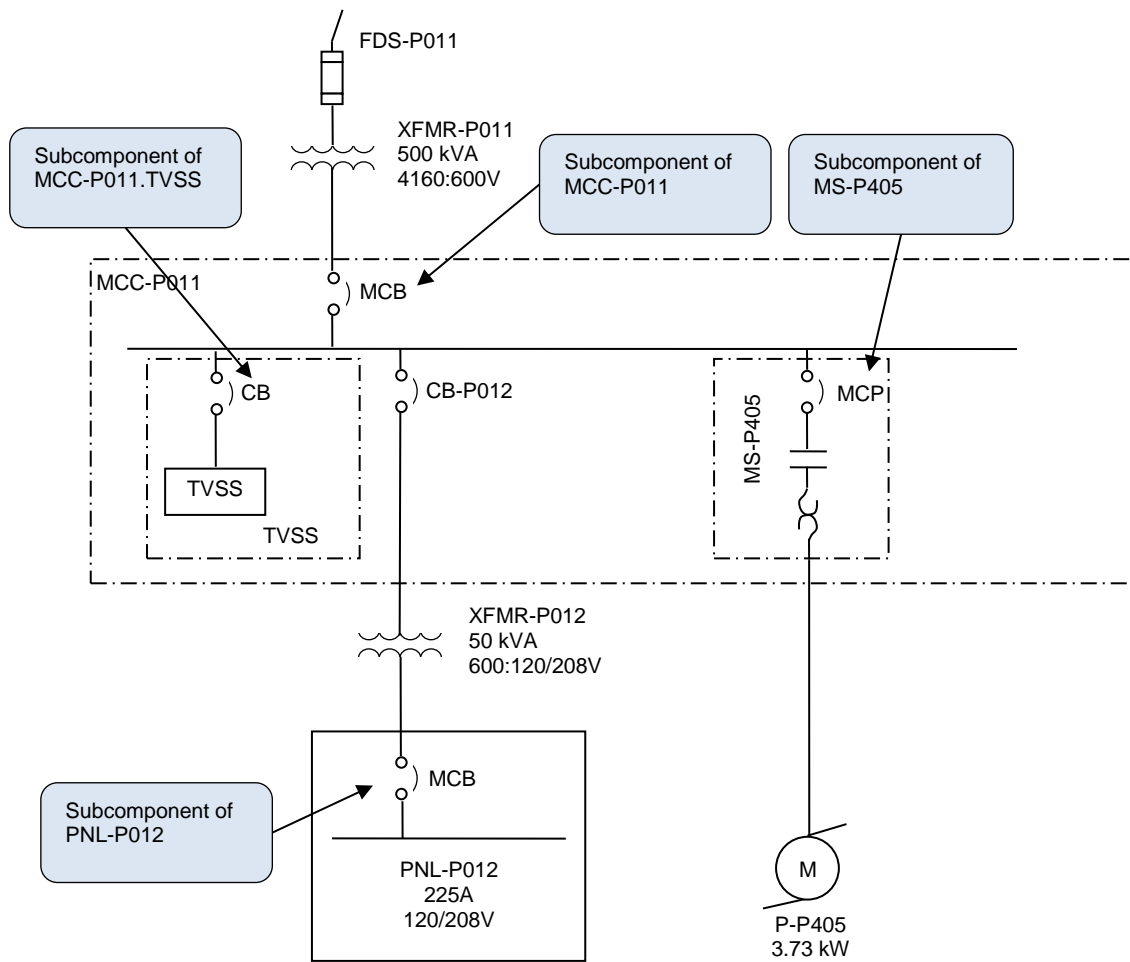 FDS-P011
XFMR-P011
500 kVA
4160:600V
Subcomponent of
MCC-P011.TVSS
Subcomponent of
MCC-P011
Subcomponent of
MS-P405
MCC-P011
MCB
CB
CB-P012
MCP
MS-P405
TVSS
TVSS
XFMR-P012
50 kVA
600:120/208V
MCB
Subcomponent of
PNL-P012
PNL-P012
225A
120/208V
M
P-P405
3.73 kW